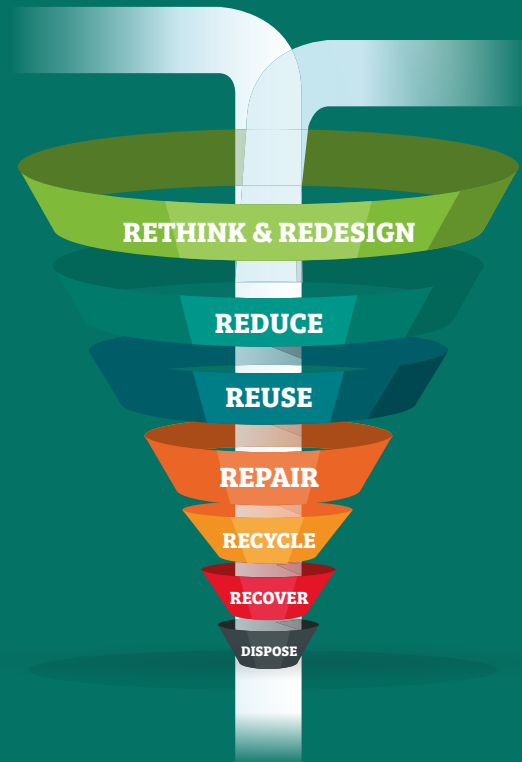 RETHINK & REDESIGN
REDUCE
REUSE
REPAIR
RECYCLE
RECOVER
DISPOSE